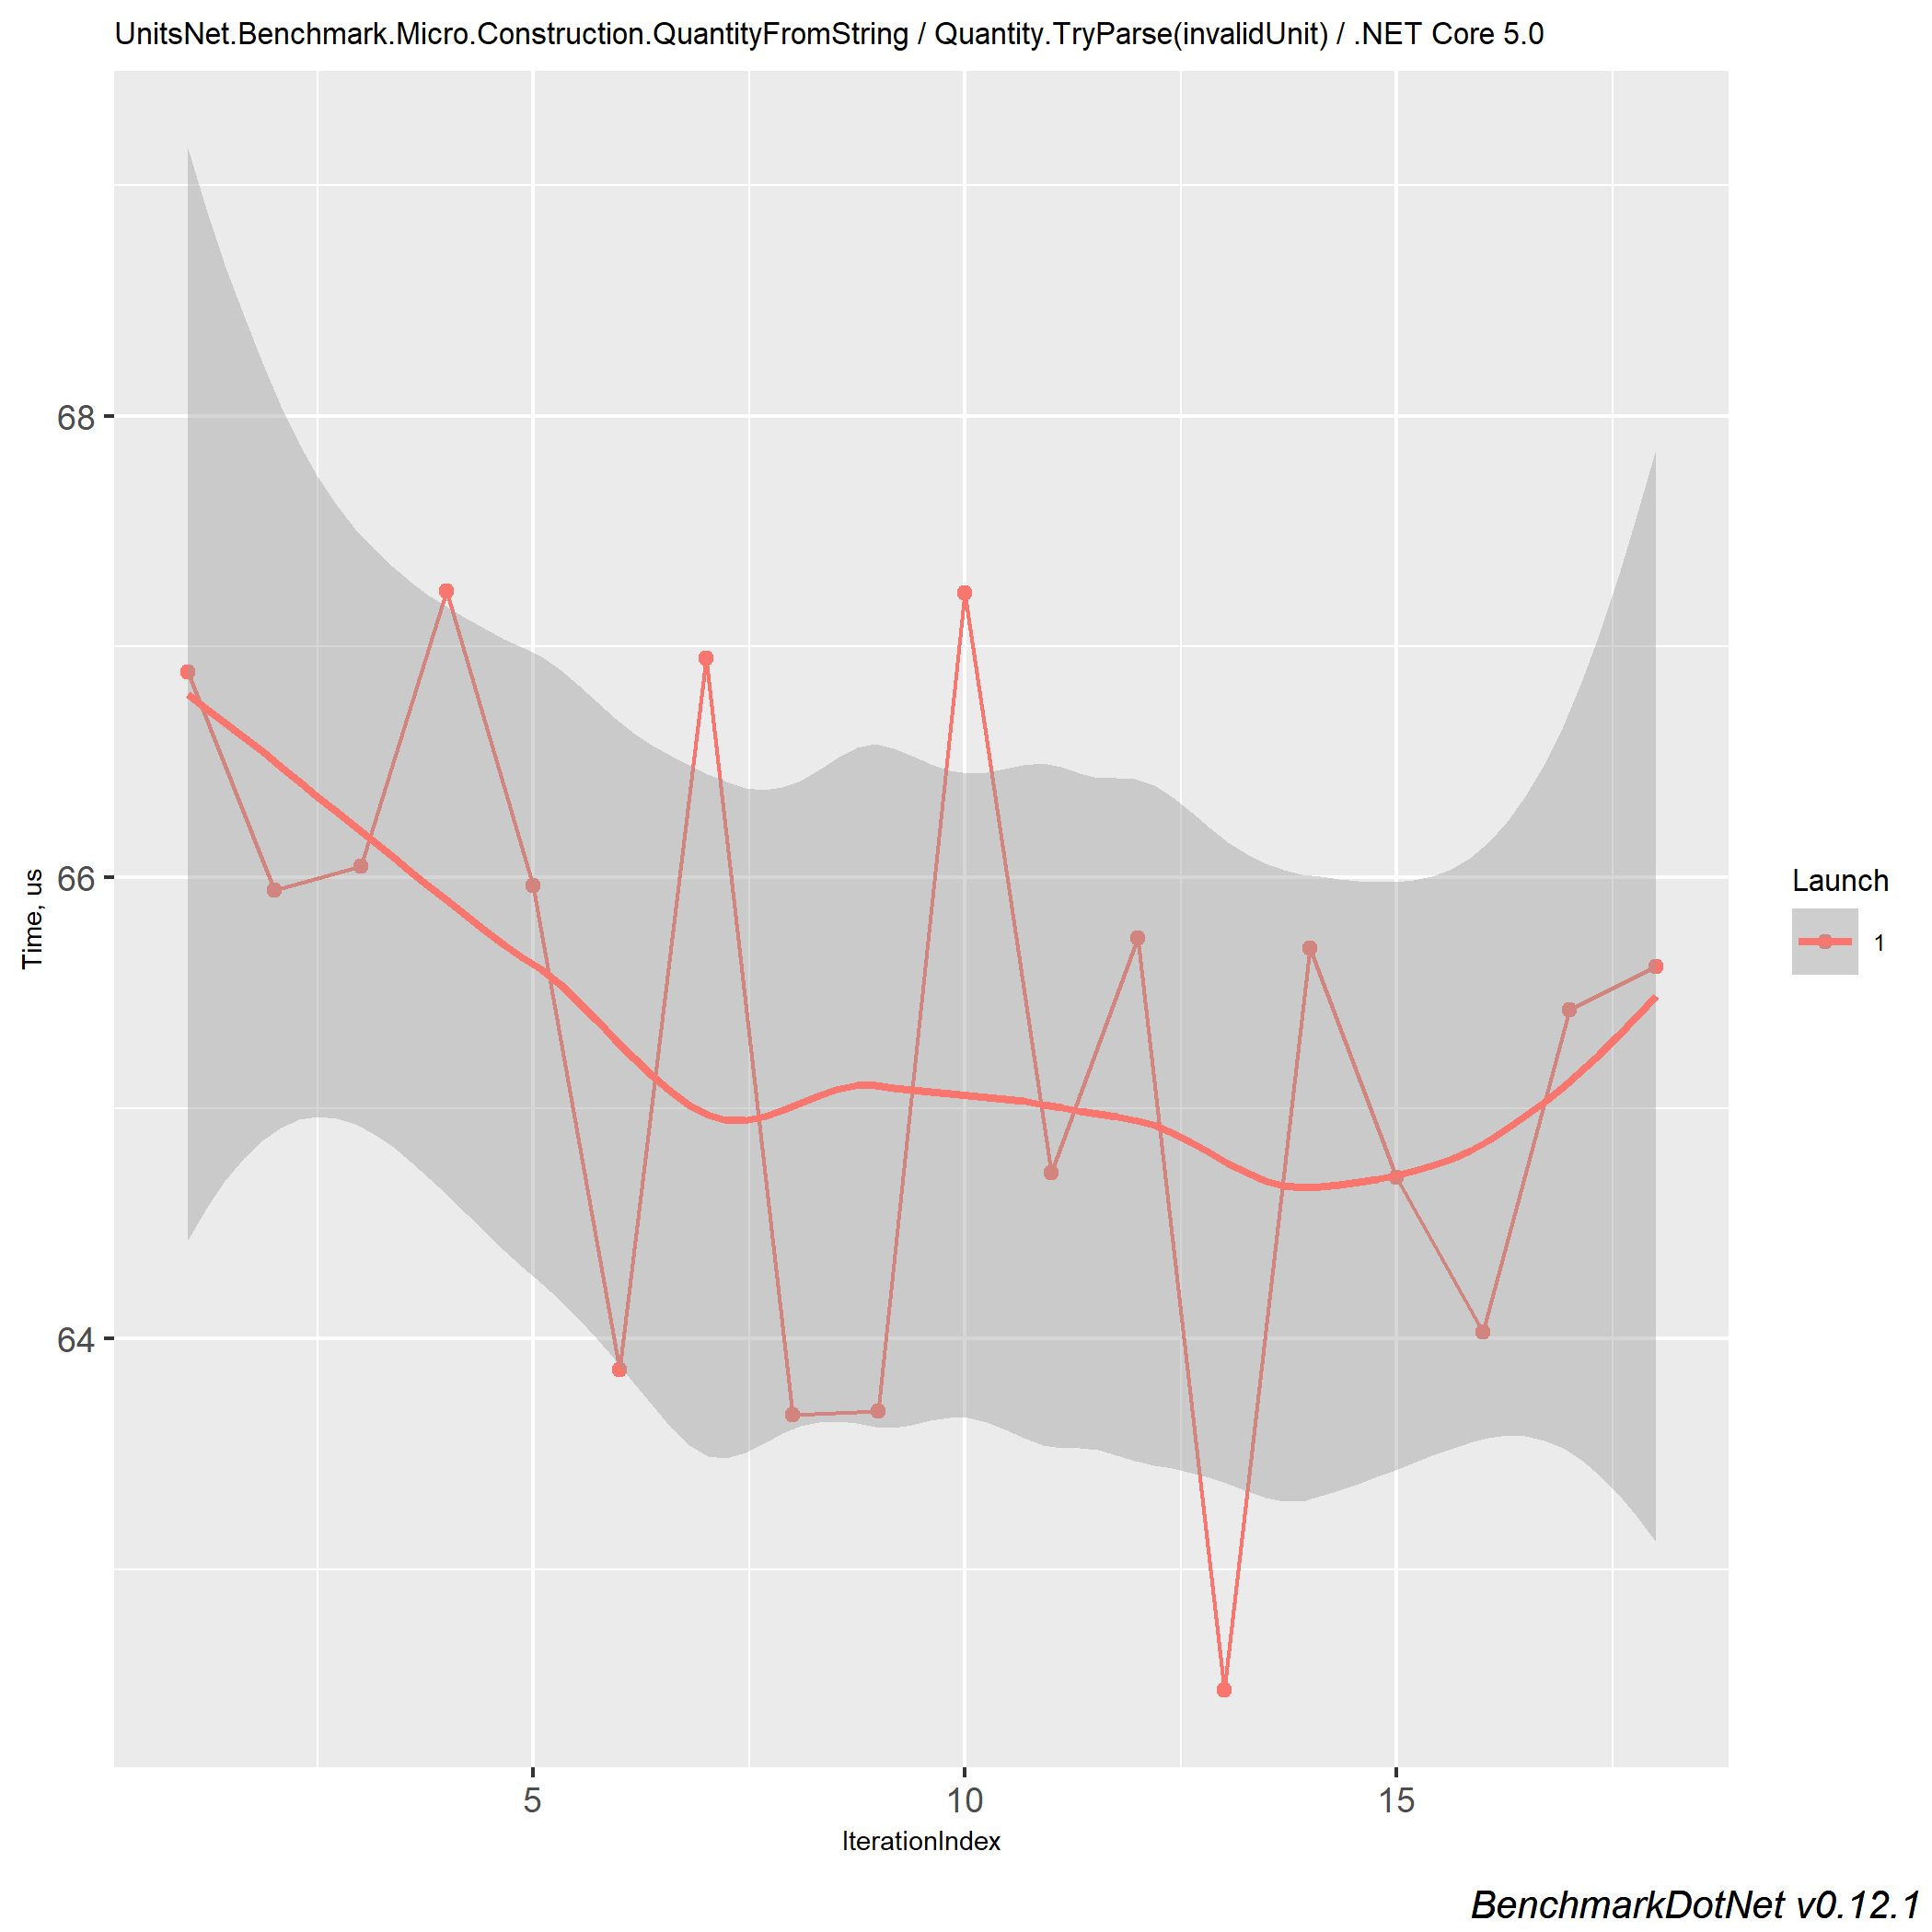 UnitsNet.Benchmark.Micro.Construction.QuantityFromString / Quantity.TryParse(invalidUnit) / .NET Core 5.0
68
66
64
Time, us
5 10 15
IterationIndex
Launch
1
BenchmarkDotNet v0.12.1